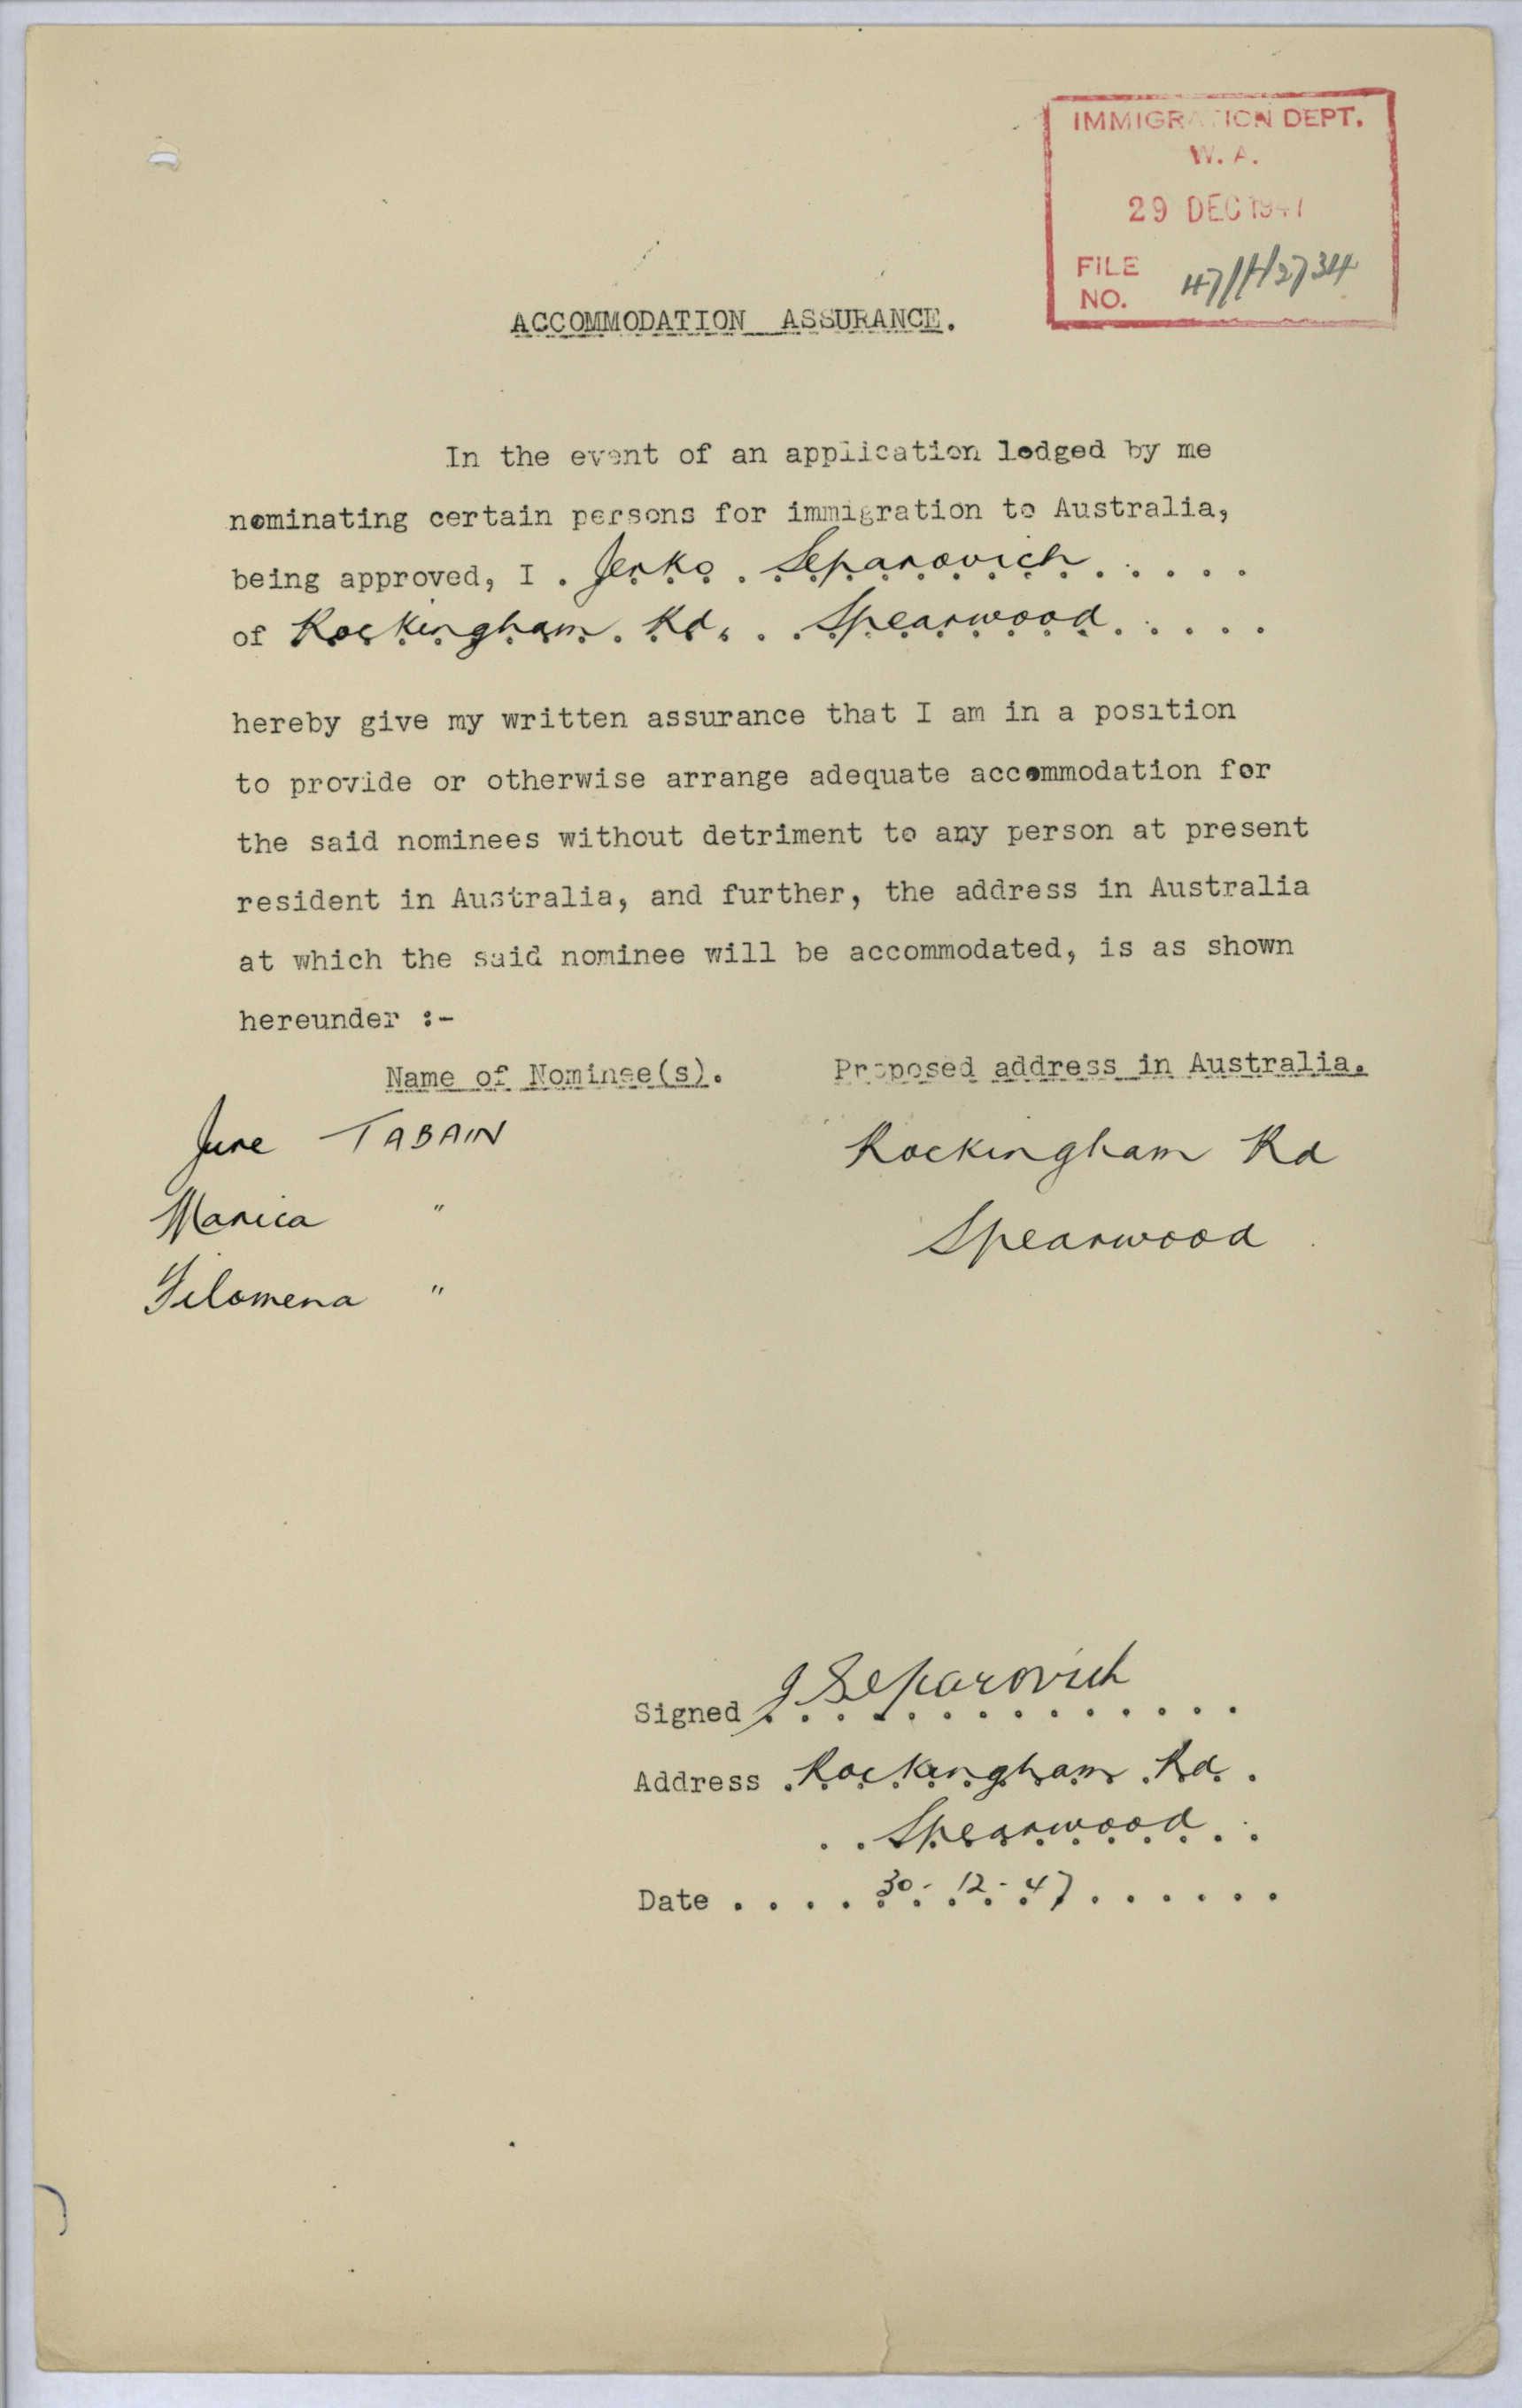 IMMIGRATION DEPT.
W. A.
29 DEC 1947
FILE
NO. 47/H/2734
ACCOMMODATION ASSURANCE.
In the event of an application lodged by me
nominating certain persons for immigration to Australia,
being approved, I . Jerko . Separovich . . . . .
of Rockingham. Rd. . . Spearwood. . . . .
hereby give my written assurance that I am in a position
to provide or otherwise arrange adequate accommodation for
the said nominees without detriment to any person at present
resident in Australia, and further, the address in Australia
at which the said nominee will be accommodated, is as shown
hereunder :-
Name of Nominee(s). Proposed address in Australia.
Jure TABAIN Rockingham Rd
Marica " Spearwood
Filomena "
Signed J Separovich
Address Rockingham Rd.
Spearwood
Date . . . . 30-12-47 . . . . . .